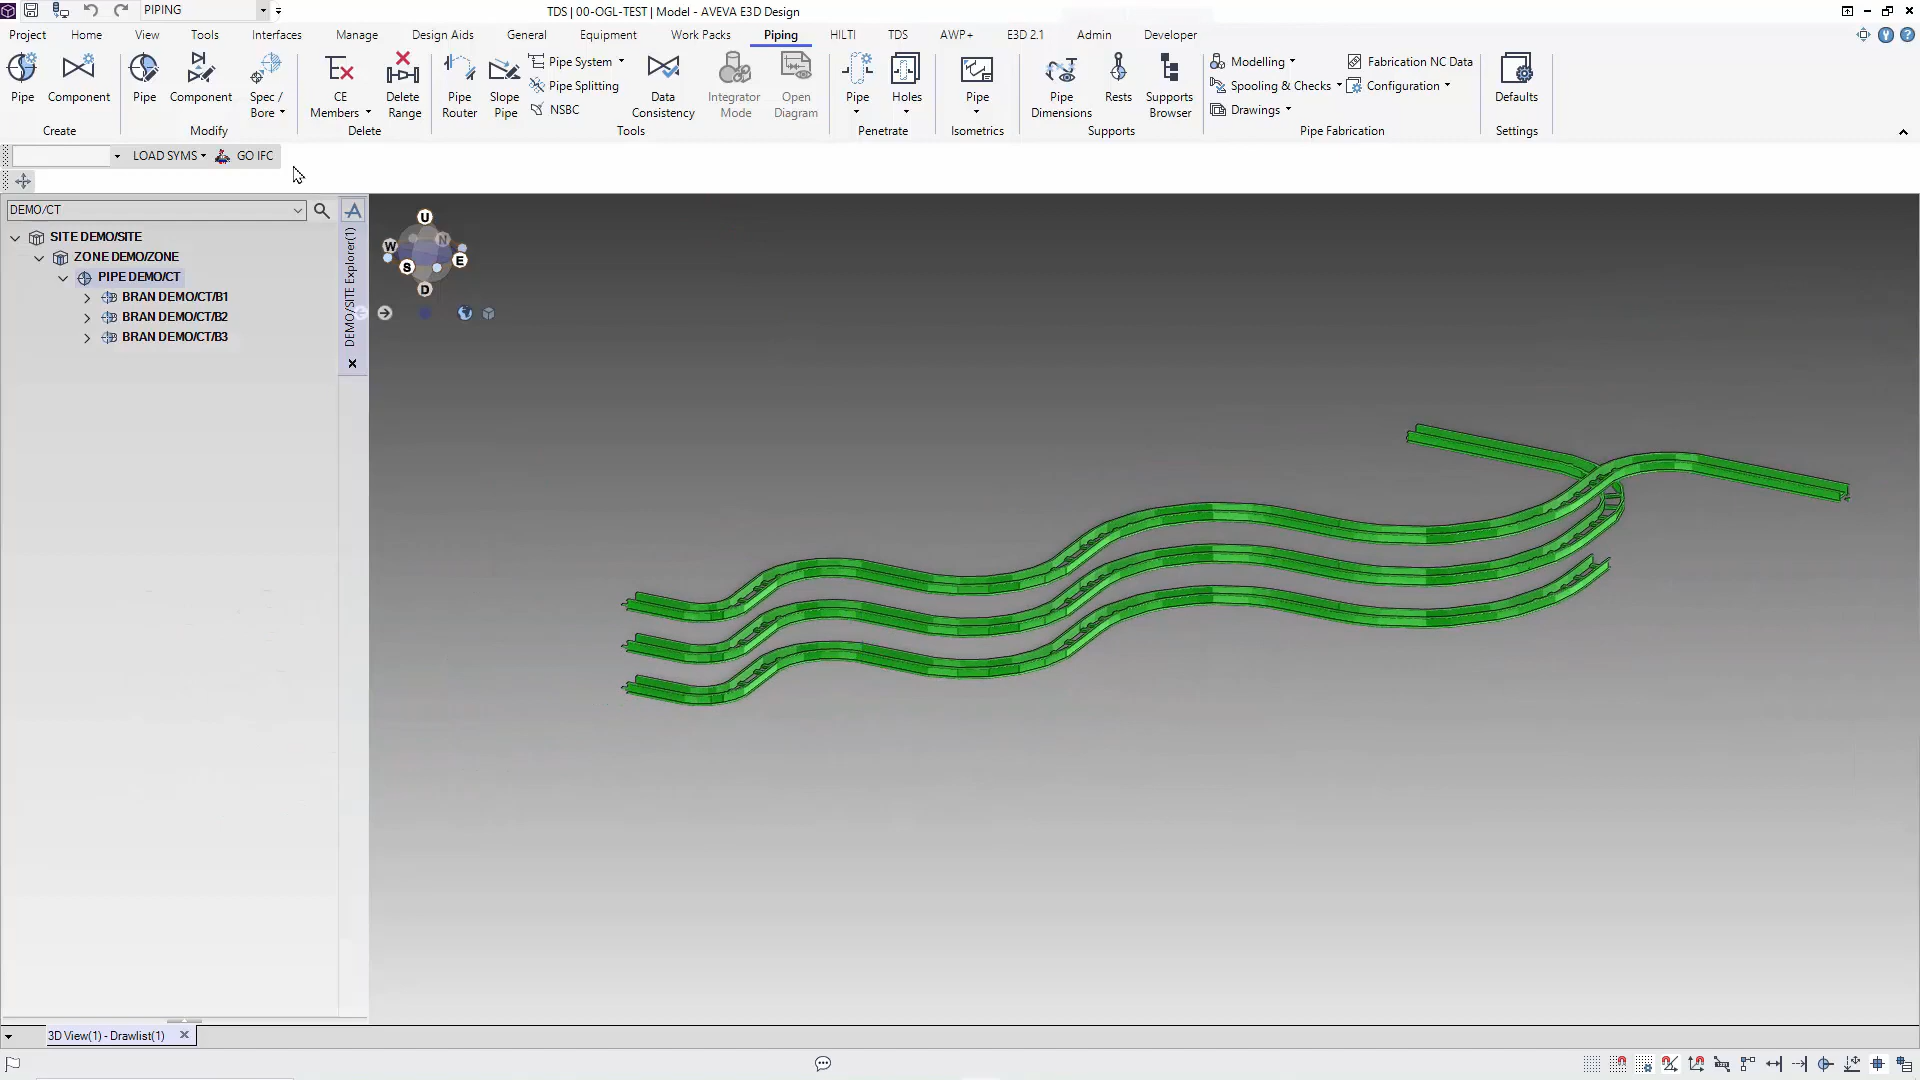 PIPING
TDS | 00-OGL-TEST | Model - AVEVA E3D Design
Project Home View Tools Interfaces Manage Design Aids General Equipment Work Packs Piping HILTI TDS AWP+ E3D 2.1 Admin Developer
Pipe
Component
Create
Pipe
Component
Spec /
Bore
Modify
CE
Members
Delete
Range
Delete
Pipe
Router
Slope
Pipe
Pipe System
Pipe Splitting
NSBC
Data
Consistency
Integrator
Mode
Open
Diagram
Tools
Pipe
Holes
Penetrate
Pipe
Isometrics
Pipe
Dimensions
Rests
Supports
Browser
Supports
Modelling
Spooling & Checks
Drawings
Fabrication NC Data
Configuration
Pipe Fabrication
Defaults
Settings
LOAD SYMS GO IFC
DEMO/CT
SITE DEMO/SITE
ZONE DEMO/ZONE
PIPE DEMO/CT
BRAN DEMO/CT/B1
BRAN DEMO/CT/B2
BRAN DEMO/CT/B3
DEMO/SITE Explorer(1)
U
W
N
S
E
D
3D View(1) - Drawlist(1)